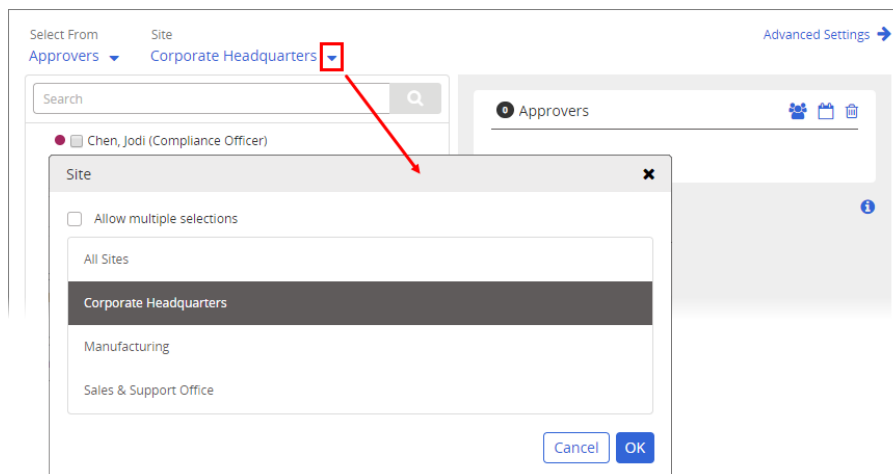 Select From Site Advanced Settings
Approvers Corporate Headquarters
Search
0 Approvers
Chen, Jodi (Compliance Officer)
Site
Allow multiple selections
All Sites
Corporate Headquarters
Manufacturing
Sales & Support Office
Cancel OK